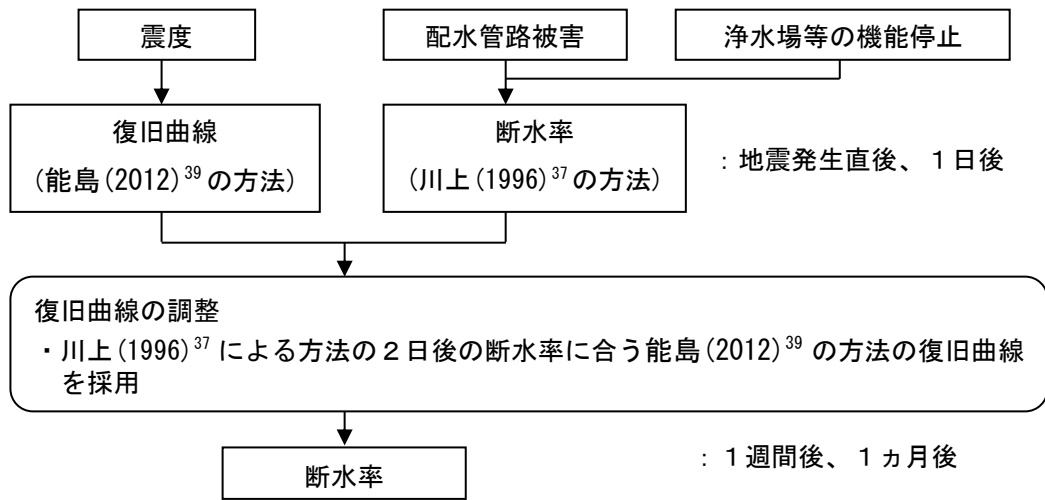 震度
配水管路被害
浄水場等の機能停止
復旧曲線
(能島(2012)39の方法)
断水率
(川上(1996)37の方法)
：地震発生直後、１日後
復旧曲線の調整
・川上(1996)37による方法の２日後の断水率に合う能島(2012)39の方法の復旧曲線
を採用
断水率
：１週間後、１ヵ月後